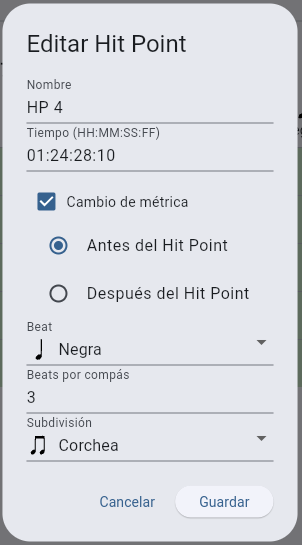 Editar Hit Point
Nombre
HP 4
Tiempo (HH:MM:SS:FF)
01:24:28:10
Cambio de métrica
Antes del Hit Point
Después del Hit Point
Beat
Negra
Beats por compás
3
Subdivisión
Corchea
Cancelar Guardar